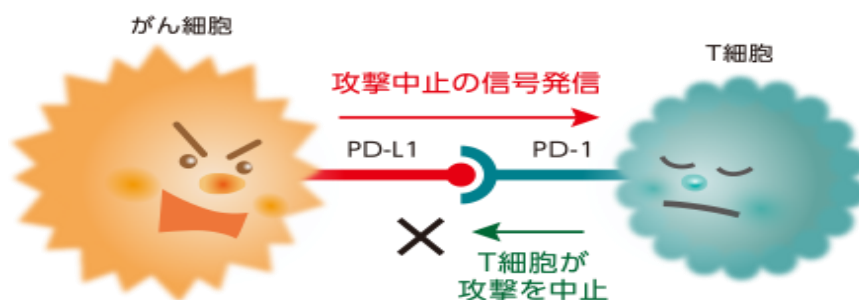 がん細胞
T細胞
攻撃中止の信号発信
PD-L1
PD-1
T細胞が
攻撃を中止